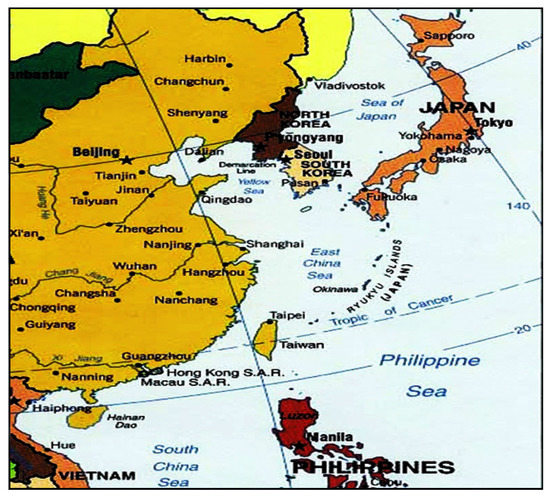 Sapporo
40
Harbin
Changchun
Vladivostok
Sea of
Japan
JAPAN
anbaatar
Shenyang
NORTH
KOREA
Tokyo
Yokohama
P'yongyang
Beijing
Dalian
Seoul
Nagoya
Osaka
Demarcation
Line
SOUTH
KOREA
Tianjin
Jinan
Yellow
Sea
Pusan
Fukuoka
Taiyuan
Huang He
Qingdao
140
Zhengzhou
Xi'an
Nanjing
Shanghai
East
China
Sea
Chang Jiang
Wuhan
Hangzhou
RYUKYU ISLANDS
(JAPAN)
Okinawa
gdu
Chongqing
Changsha
Nanchang
Guiyang
Taipei
Tropic of Cancer
Taiwan
20
Xi Jiang
Guangzhou
Hong Kong S.A.R.
Macau S.A.R.
Nanning
Philippine
Sea
Haiphong
Hainan
Dao
Luzon
Hue
Manila
South
China
Sea
VIETNAM
PHILIPPINES
Cebu